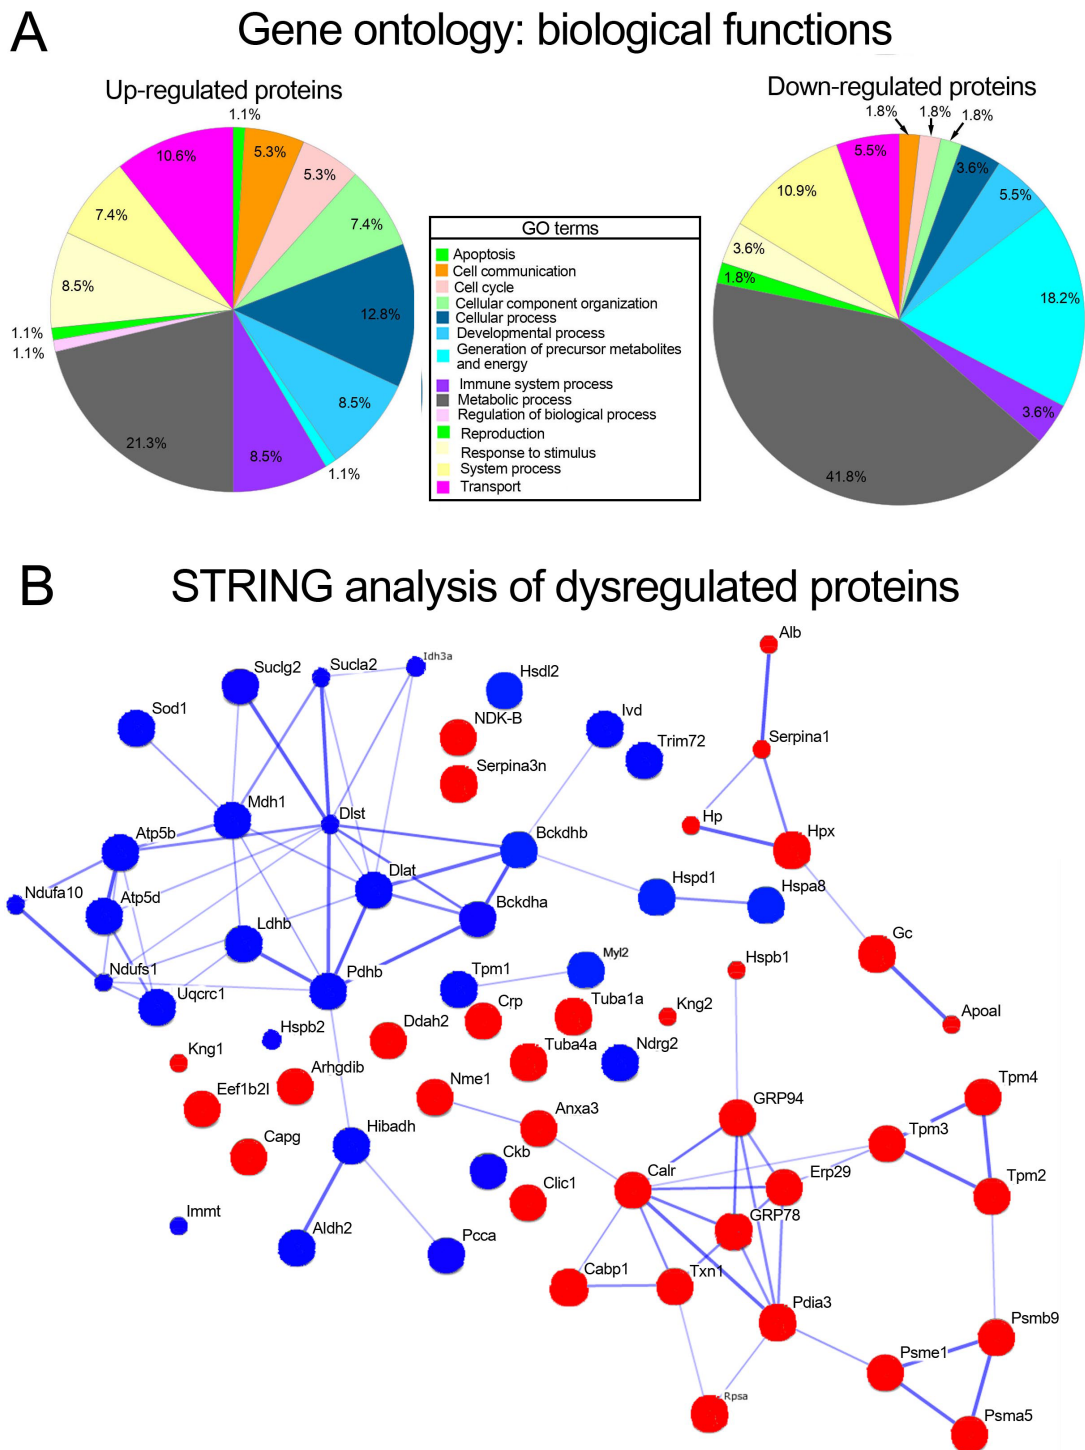 A
Gene ontology: biological functions
Up-regulated proteins
Down-regulated proteins
1.1%
5.3%
5.3%
7.4%
12.8%
8.5%
1.1%
8.5%
21.3%
1.1%
1.1%
8.5%
7.4%
10.6%
GO terms
Apoptosis
Cell communication
Cell cycle
Cellular component organization
Cellular process
Developmental process
Generation of precursor metabolites
and energy
Immune system process
Metabolic process
Regulation of biological process
Reproduction
Response to stimulus
System process
Transport
1.8%
1.8%
1.8%
3.6%
5.5%
18.2%
3.6%
41.8%
1.8%
3.6%
10.9%
5.5%
B
STRING analysis of dysregulated proteins
Alb
Suclg2
Sucla2
Idh3a
Hsdl2
Sod1
NDK-B
Ivd
Trim72
Serpina1
Serpina3n
Mdh1
Dlst
Hp
Hpx
Atp5b
Bckdhb
Dlat
Hspd1
Hspa8
Ndufa10
Atp5d
Bckdha
Ldhb
Gc
Ndufs1
Pdhb
Tpm1
Myl2
Hspb1
Uqcrc1
Crp
Tuba1a
Kng2
Apoal
Hspb2
Ddah2
Tuba4a
Ndrg2
Kng1
Arhgdib
Eef1b2l
Nme1
Anxa3
GRP94
Tpm4
Capg
Hibadh
Ckb
Calr
Erp29
Tpm3
Clic1
GRP78
Tpm2
Immt
Aldh2
Pcca
Cabp1
Txn1
Pdia3
Psmb9
Psme1
Rpsa
Psma5